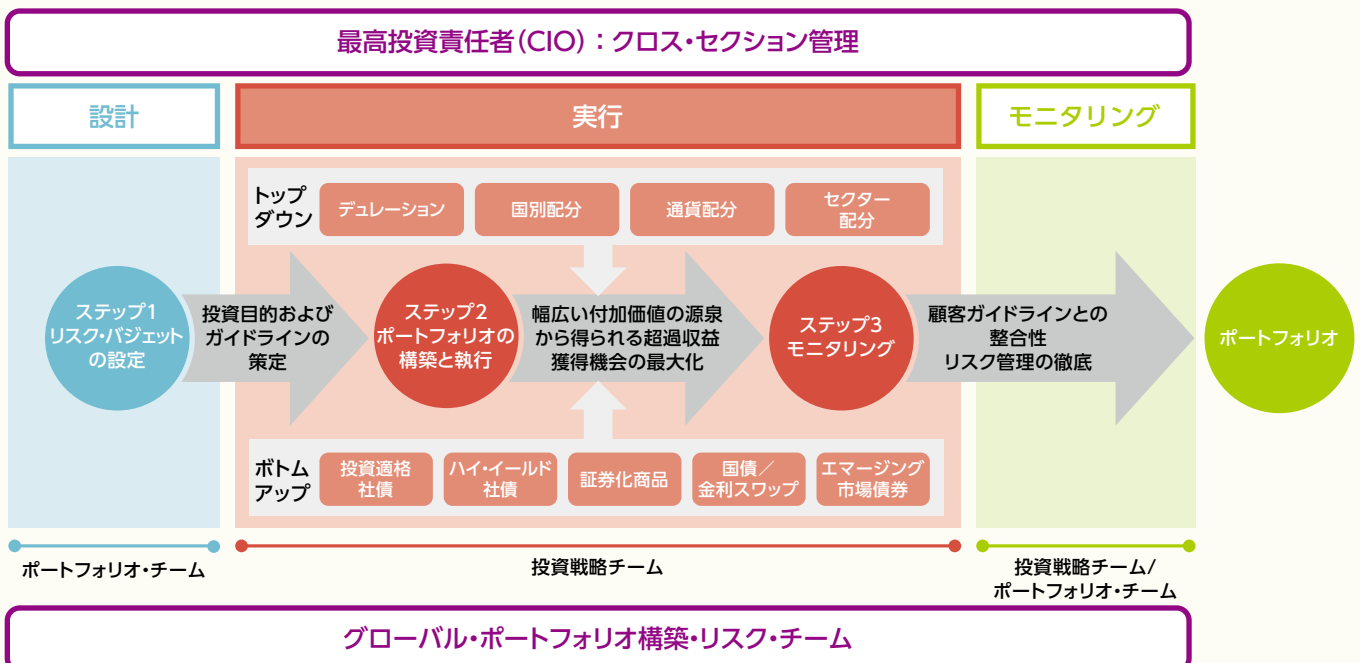 最高投資責任者(CIO)：クロス・セクション管理
設計
実行
モニタリング
トップ
ダウン
デュレーション
国別配分
通貨配分
セクター
配分
ステップ1
リスク・バジェット
の設定
投資目的および
ガイドラインの
策定
ステップ2
ポートフォリオの
構築と執行
幅広い付加価値の源泉
から得られる超過収益
獲得機会の最大化
ステップ3
モニタリング
顧客ガイドラインとの
整合性
リスク管理の徹底
ポートフォリオ
ボトム
アップ
投資適格
社債
ハイ・イールド
社債
証券化商品
国債／
金利スワップ
エマージング
市場債券
ポートフォリオ・チーム
投資戦略チーム
投資戦略チーム/
ポートフォリオ・チーム
グローバル・ポートフォリオ構築・リスク・チーム